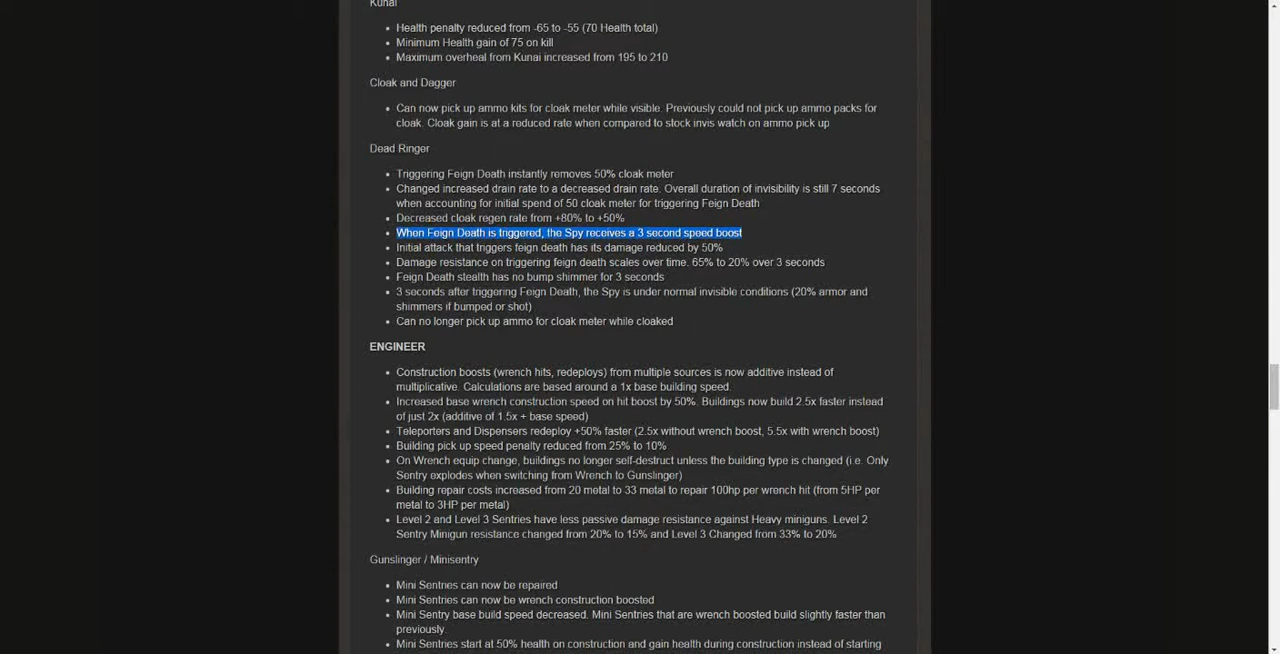 Kunai
Health penalty reduced from -65 to -55 (70 Health total)
Minimum Health gain of 75 on kill
Maximum overheal from Kunai increased from 195 to 210
Cloak and Dagger
Can now pick up ammo kits for cloak meter while visible. Previously could not pick up ammo packs for
cloak. Cloak gain is at a reduced rate when compared to stock invis watch on ammo pick up
Dead Ringer
Triggering Feign Death instantly removes 50% cloak meter
Changed increased drain rate to a decreased drain rate. Overall duration of invisibility is still 7 seconds
when accounting for initial spend of 50 cloak meter for triggering Feign Death
Decreased cloak regen rate from +80% to +50%
When Feign Death is triggered, the Spy receives a 3 second speed boost
Initial attack that triggers feign death has its damage reduced by 50%
Damage resistance on triggering feign death scales over time. 65% to 20% over 3 seconds
Feign Death stealth has no bump shimmer for 3 seconds
3 seconds after triggering Feign Death, the Spy is under normal invisible conditions (20% armor and
shimmers if bumped or shot)
Can no longer pick up ammo for cloak meter while cloaked
ENGINEER
Construction boosts (wrench hits, redeploys) from multiple sources is now additive instead of
multiplicative. Calculations are based around a 1x base building speed.
Increased base wrench construction speed on hit boost by 50%. Buildings now build 2.5x faster instead
of just 2x (additive of 1.5x + base speed)
Teleporters and Dispensers redeploy +50% faster (2.5x without wrench boost, 5.5x with wrench boost)
Building pick up speed penalty reduced from 25% to 10%
On Wrench equip change, buildings no longer self-destruct unless the building type is changed (i.e. Only
Sentry explodes when switching from Wrench to Gunslinger)
Building repair costs increased from 20 metal to 33 metal to repair 100hp per wrench hit (from 5HP per
metal to 3HP per metal)
Level 2 and Level 3 Sentries have less passive damage resistance against Heavy miniguns. Level 2
Sentry Minigun resistance changed from 20% to 15% and Level 3 Changed from 33% to 20%
Gunslinger / Minisentry
Mini Sentries can now be repaired
Mini Sentries can now be wrench construction boosted
Mini Sentry base build speed decreased. Mini Sentries that are wrench boosted build slightly faster than
previously.
Mini Sentries start at 50% health on construction and gain health during construction instead of starting